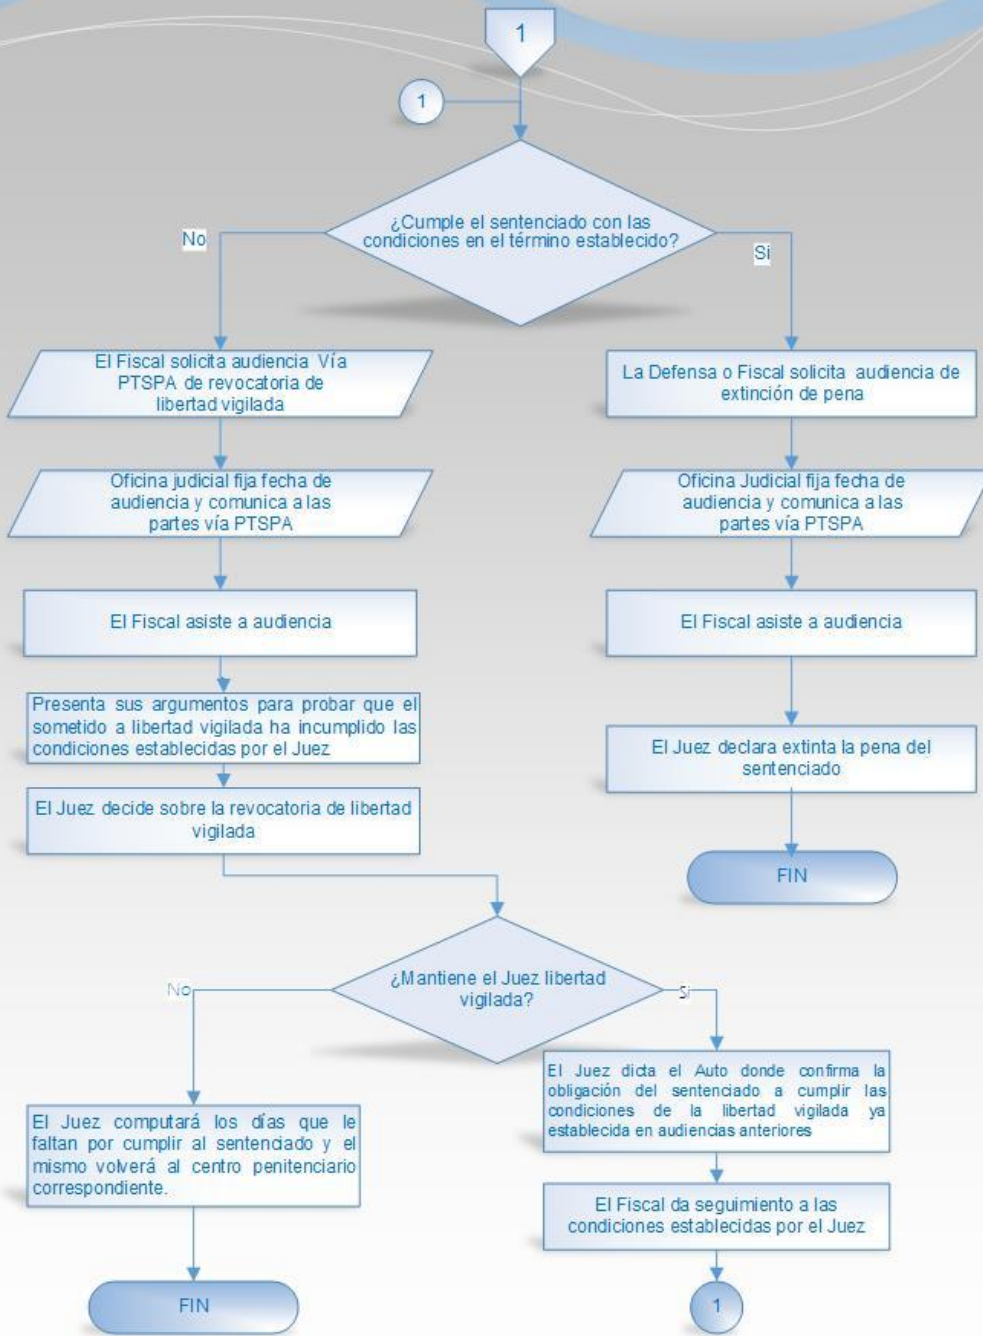 1
1
¿Cumple el sentenciado con las
condiciones en el término establecido?
No
Si
El Fiscal solicita audiencia Vía
PTSPA de revocatoria de
libertad vigilada
La Defensa o Fiscal solicita audiencia de
extinción de pena
Oficina judicial fija fecha de
audiencia y comunica a las
partes vía PTSPA
Oficina Judicial fija fecha de
audiencia y comunica a las
partes vía PTSPA
El Fiscal asiste a audiencia
El Fiscal asiste a audiencia
Presenta sus argumentos para probar que el
sometido a libertad vigilada ha incumplido las
condiciones establecidas por el Juez
El Juez declara extinta la pena del
sentenciado
El Juez decide sobre la revocatoria de libertad
vigilada
FIN
¿Mantiene el Juez libertad
vigilada?
No
Si
El Juez dicta el Auto donde confirma la
obligación del sentenciado a cumplir las
condiciones de la libertad vigilada ya
establecida en audiencias anteriores
El Juez computará los días que le
faltan por cumplir al sentenciado y el
mismo volverá al centro penitenciario
correspondiente.
El Fiscal da seguimiento a las
condiciones establecidas por el Juez
FIN
1